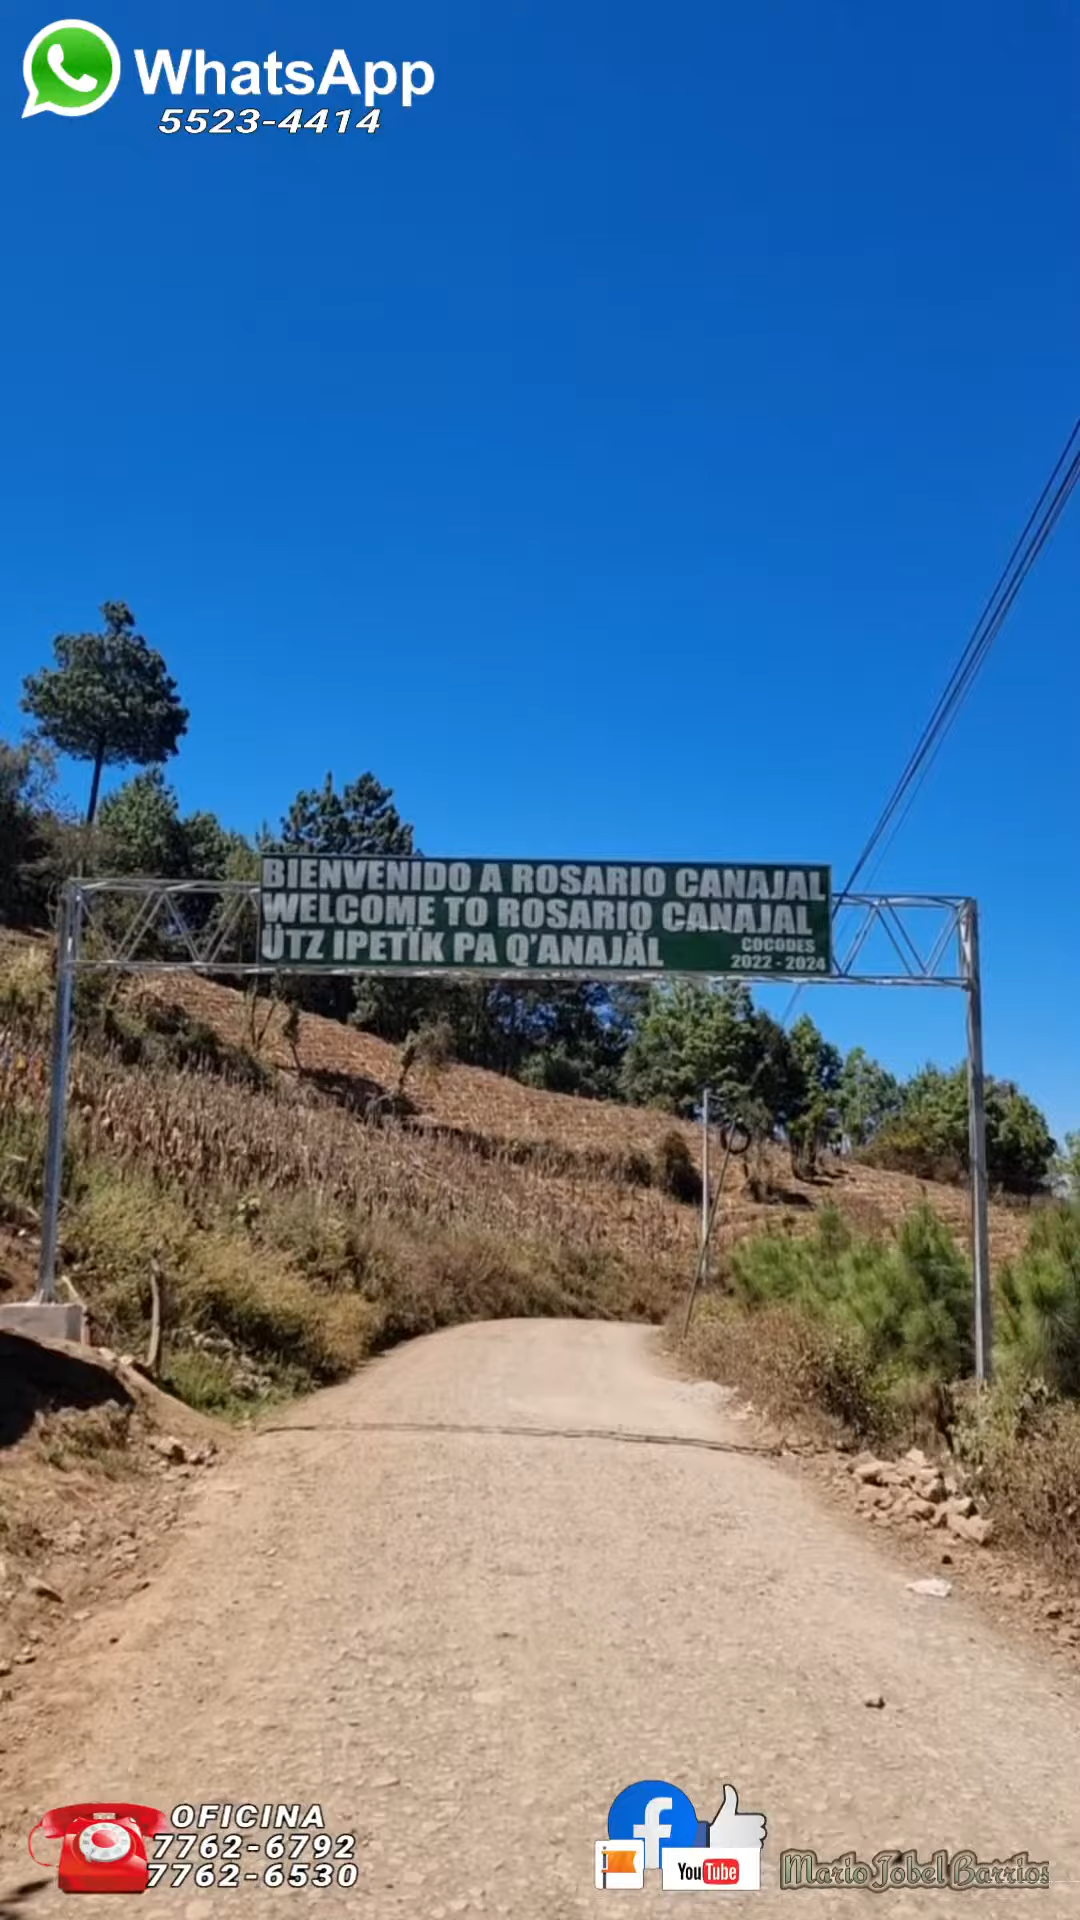 WhatsApp
5523-4414
BIENVENIDO A ROSARIO CANAJAL
WELCOME TO ROSARIO CANAJAL
ÜTZ IPETÏK PA Q'ANAJÄL
COCODES
2022 - 2024
OFICINA
7762-6792
7762-6530
f
YouTube
Mario Jobel Barrios